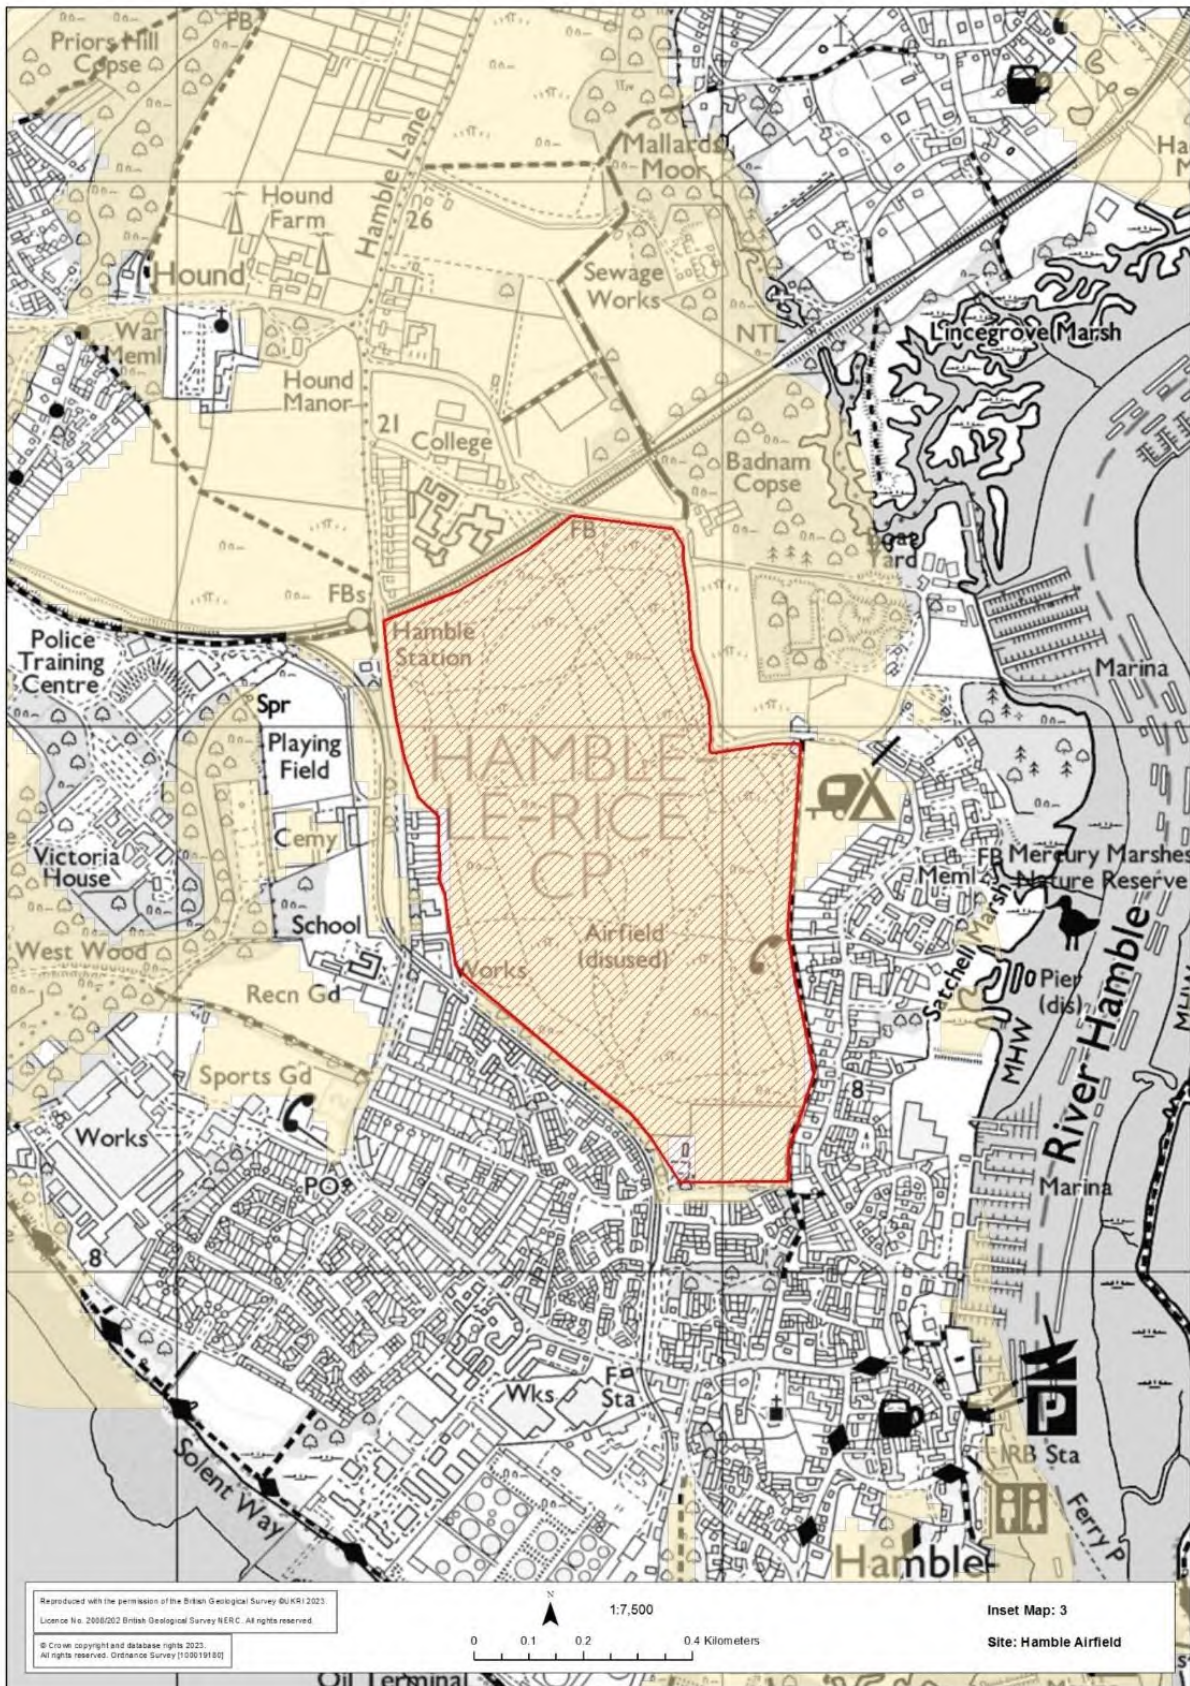 Priors Hill
Copse
FB
Hamble Lane
Mallards
Moor
Hound
Farm
26
Hound
Sewage
Works
War
Meml
NTL
Lincegrove Marsh
Hound
Manor
21
College
Badnam
Copse
FB
Yard
FBs
Hamble
Station
Police
Training
Centre
Marina
Spr
Playing
Field
HAMBLE
LE-RICE
CP
Cemy
Victoria
House
FB
Meml
Mercury Marshes
Nature Reserve
School
Airfield
(disused)
West Wood
Works
Satchell Marsh
Pier
(dis)
Recn Gd
MHW
MHW
River Hamble
Sports Gd
8
Works
PO
Marina
8
Wks
F Sta
P
IRB Sta
Solent Way
Ferry P
Hamble-
Reproduced with the permission of the British Geological Survey ©UKRI 2023.
Licence No. 2008/202 British Geological Survey NERC. All rights reserved.
© Crown copyright and database rights 2023.
All rights reserved. Ordnance Survey [100019180]
N
1:7,500
0 0.1 0.2 0.4 Kilometers
Inset Map: 3
Site: Hamble Airfield
Oil Terminal